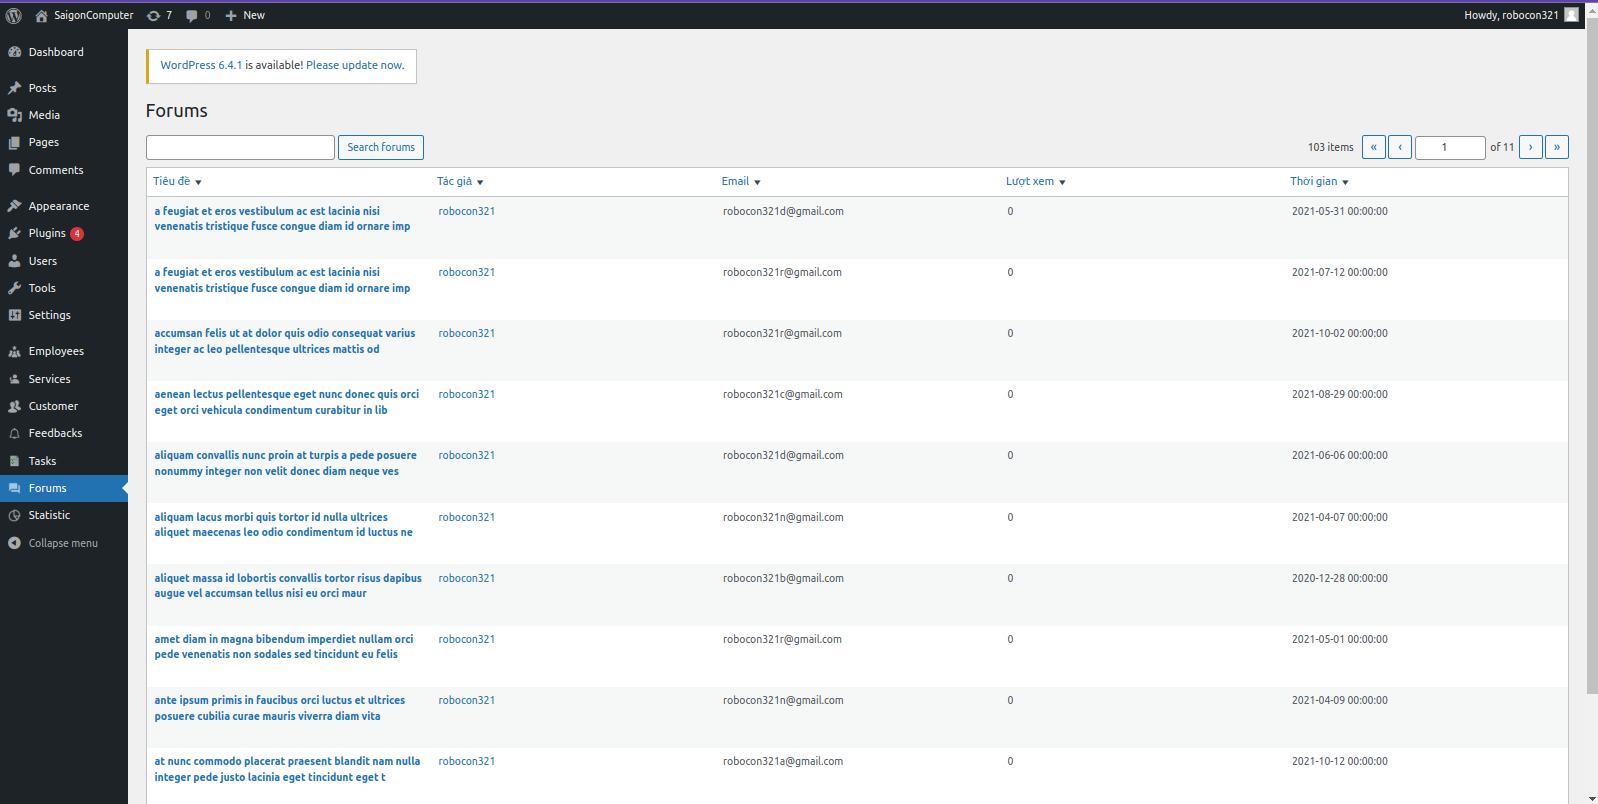 SaigonComputer 7 0 New Howdy, robocon321
Dashboard
Posts
Media
Pages
Comments
Appearance
Plugins 4
Users
Tools
Settings
Employees
Services
Customer
Feedbacks
Tasks
Forums
Statistic
Collapse menu
WordPress 6.4.1 is available! Please update now.
Forums
Search forums
103 items « ‹ 1 of 11 › »
Tiêu đề Tác giả Email Lượt xem Thời gian
a feugiat et eros vestibulum ac est lacinia nisi robocon321 robocon321d@gmail.com 0 2021-05-31 00:00:00
venenatis tristique fusce congue diam id ornare imp
a feugiat et eros vestibulum ac est lacinia nisi robocon321 robocon321r@gmail.com 0 2021-07-12 00:00:00
venenatis tristique fusce congue diam id ornare imp
accumsan felis ut at dolor quis odio consequat varius robocon321 robocon321r@gmail.com 0 2021-10-02 00:00:00
integer ac leo pellentesque ultrices mattis od
aenean lectus pellentesque eget nunc donec quis orci robocon321 robocon321c@gmail.com 0 2021-08-29 00:00:00
eget orci vehicula condimentum curabitur in lib
aliquam convallis nunc proin at turpis a pede posuere robocon321 robocon321d@gmail.com 0 2021-06-06 00:00:00
nonummy integer non velit donec diam neque ves
aliquam lacus morbi quis tortor id nulla ultrices robocon321 robocon321n@gmail.com 0 2021-04-07 00:00:00
aliquet maecenas leo odio condimentum id luctus ne
aliquet massa id lobortis convallis tortor risus dapibus robocon321 robocon321b@gmail.com 0 2020-12-28 00:00:00
augue vel accumsan tellus nisi eu orci maur
amet diam in magna bibendum imperdiet nullam orci robocon321 robocon321r@gmail.com 0 2021-05-01 00:00:00
pede venenatis non sodales sed tincidunt eu felis
ante ipsum primis in faucibus orci luctus et ultrices robocon321 robocon321n@gmail.com 0 2021-04-09 00:00:00
posuere cubilia curae mauris viverra diam vita
at nunc commodo placerat praesent blandit nam nulla robocon321 robocon321a@gmail.com 0 2021-10-12 00:00:00
integer pede justo lacinia eget tincidunt eget t